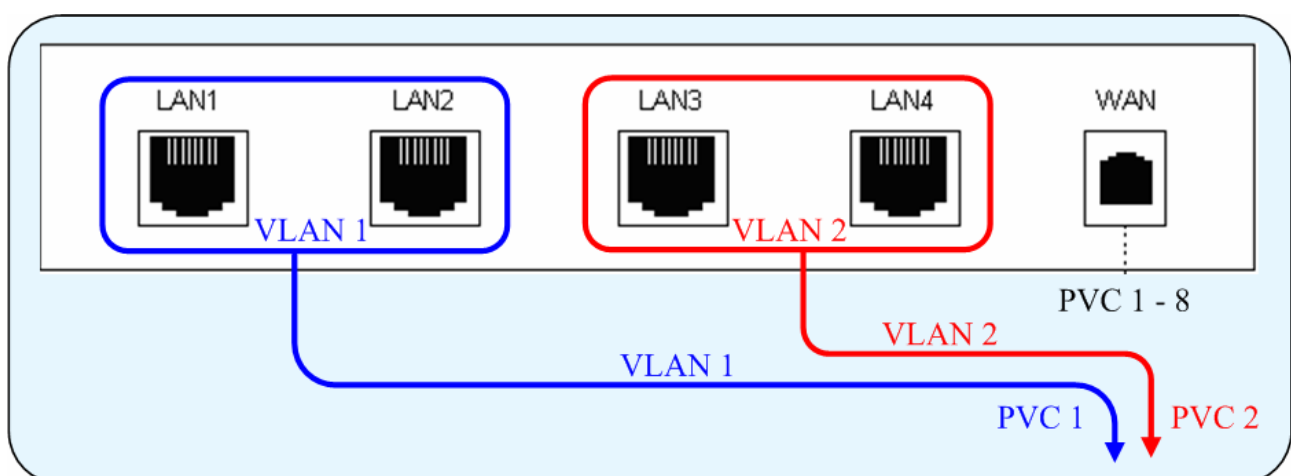 LAN1 LAN2 LAN3 LAN4 WAN
VLAN 1 VLAN 2
PVC 1 - 8
VLAN 2
VLAN 1
PVC 1 PVC 2